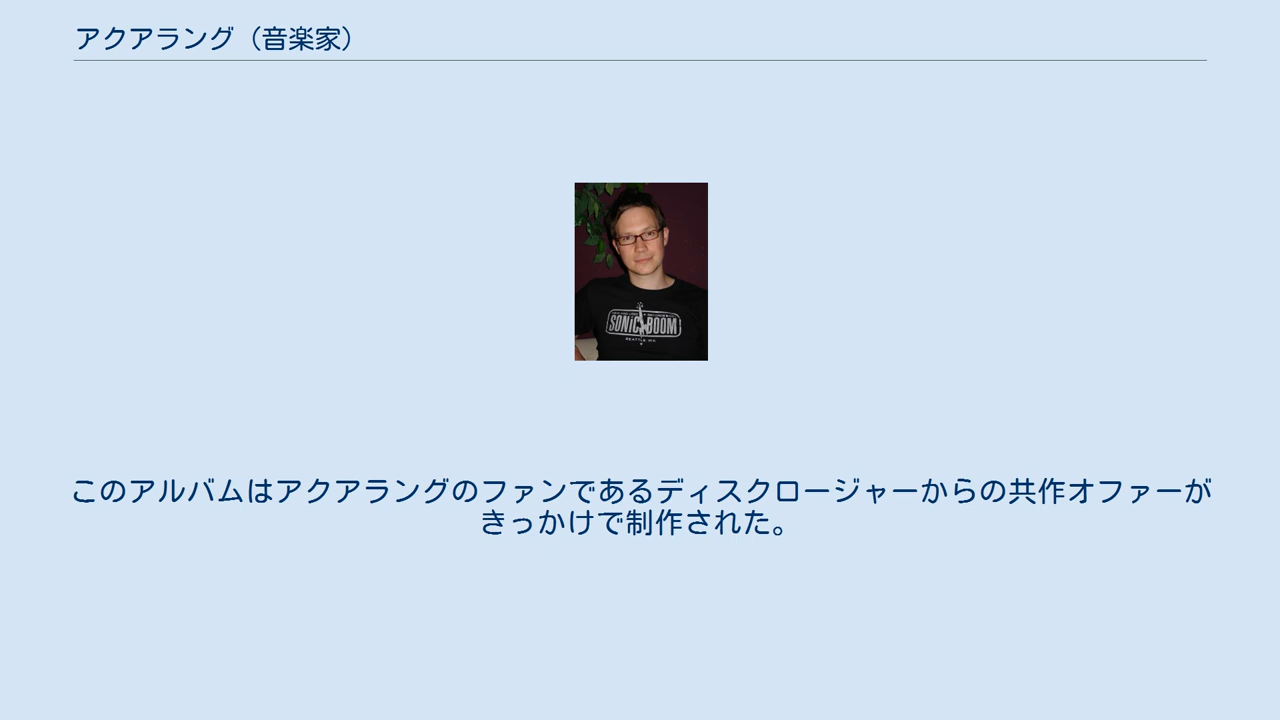 アクアラング（音楽家）
SONIC BOOM
SEATTLE WA
このアルバムはアクアラングのファンであるディスクロージャーからの共作オファーが
きっかけで制作された。